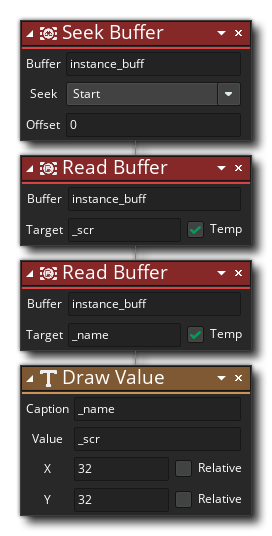 Seek Buffer
Buffer instance_buff
Seek Start
Offset 0
Read Buffer
Buffer instance_buff
Target _scr Temp
Read Buffer
Buffer instance_buff
Target _name Temp
Draw Value
Caption _name
Value _scr
X 32 Relative
Y 32 Relative